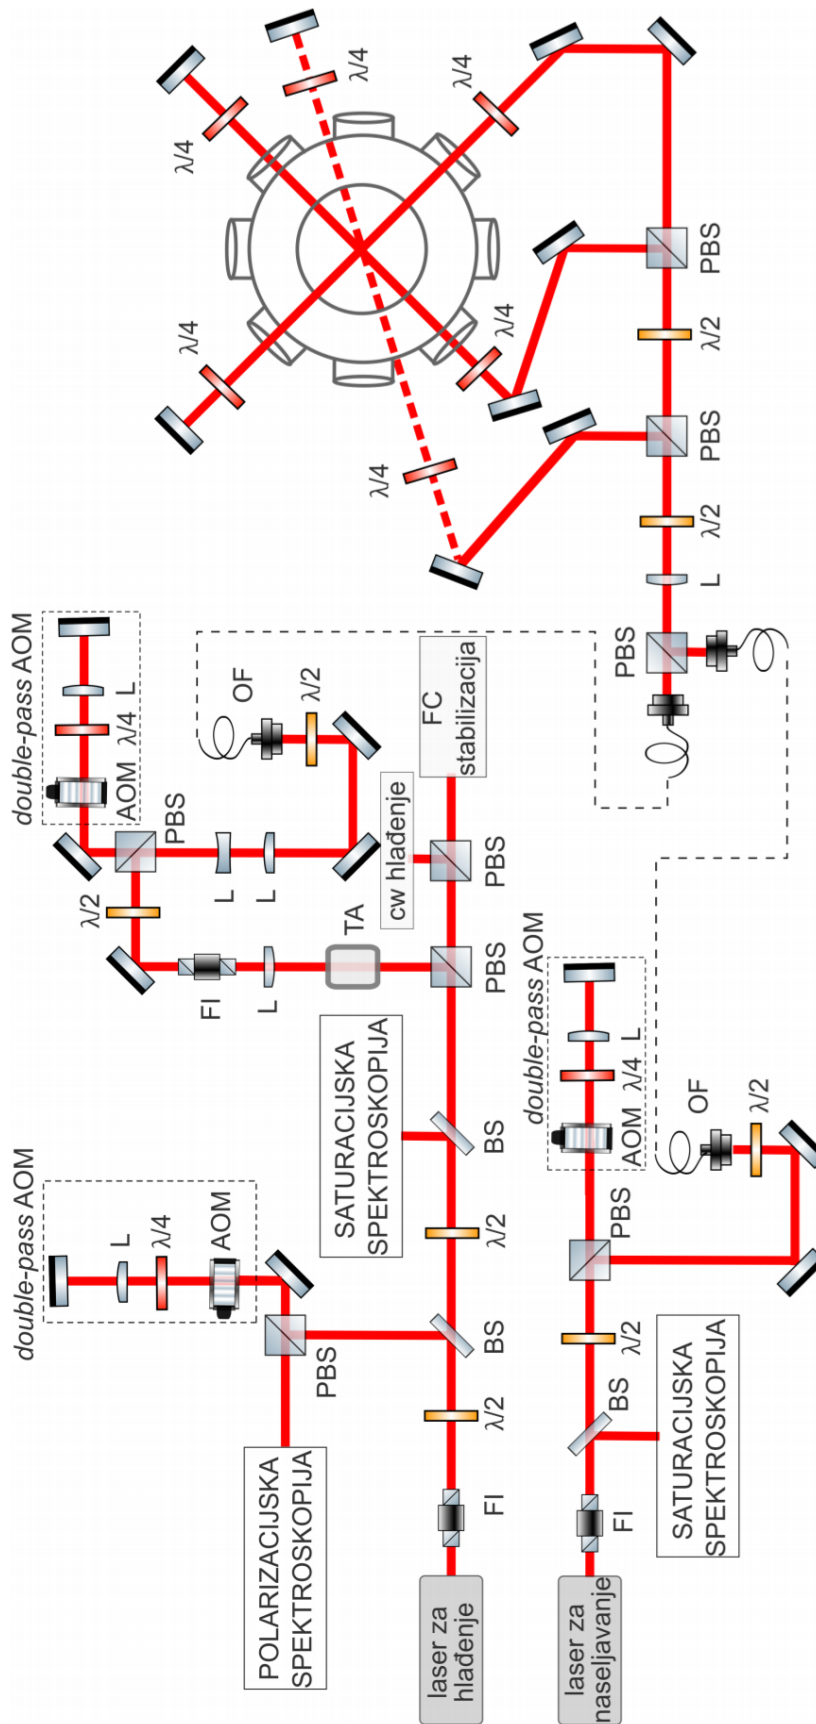 λ/4
λ/4
λ/4
λ/4
λ/4
λ/4
PBS
λ/2
PBS
λ/2
L
PBS
double-pass AOM
L
λ/4
AOM
PBS
λ/2
OF
λ/2
L
L
FI
L
TA
FC
stabilizacija
cw hlađenje
PBS
PBS
SATURACIJSKA
SPEKTROSKOPIJA
BS
λ/2
BS
λ/2
FI
laser za
hlađenje
double-pass AOM
L
λ/4
AOM
PBS
POLARIZACIJSKA
SPEKTROSKOPIJA
double-pass AOM
L
λ/4
AOM
OF
λ/2
PBS
λ/2
BS
SATURACIJSKA
SPEKTROSKOPIJA
FI
laser za
naseljavanje